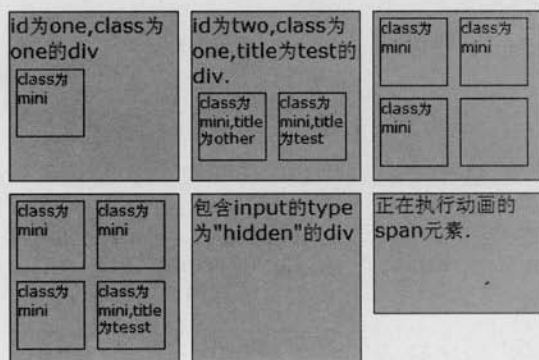 id为one,class为
one的div
class为
mini
id为two,class为
one,title为test的
div.
class为
mini,title
为other
class为
mini,title
为test
class为
mini
class为
mini
class为
mini
class为
mini
class为
mini
class为
mini
class为
mini,title
为tesst
包含input的type
为"hidden"的div
正在执行动画的
span元素.